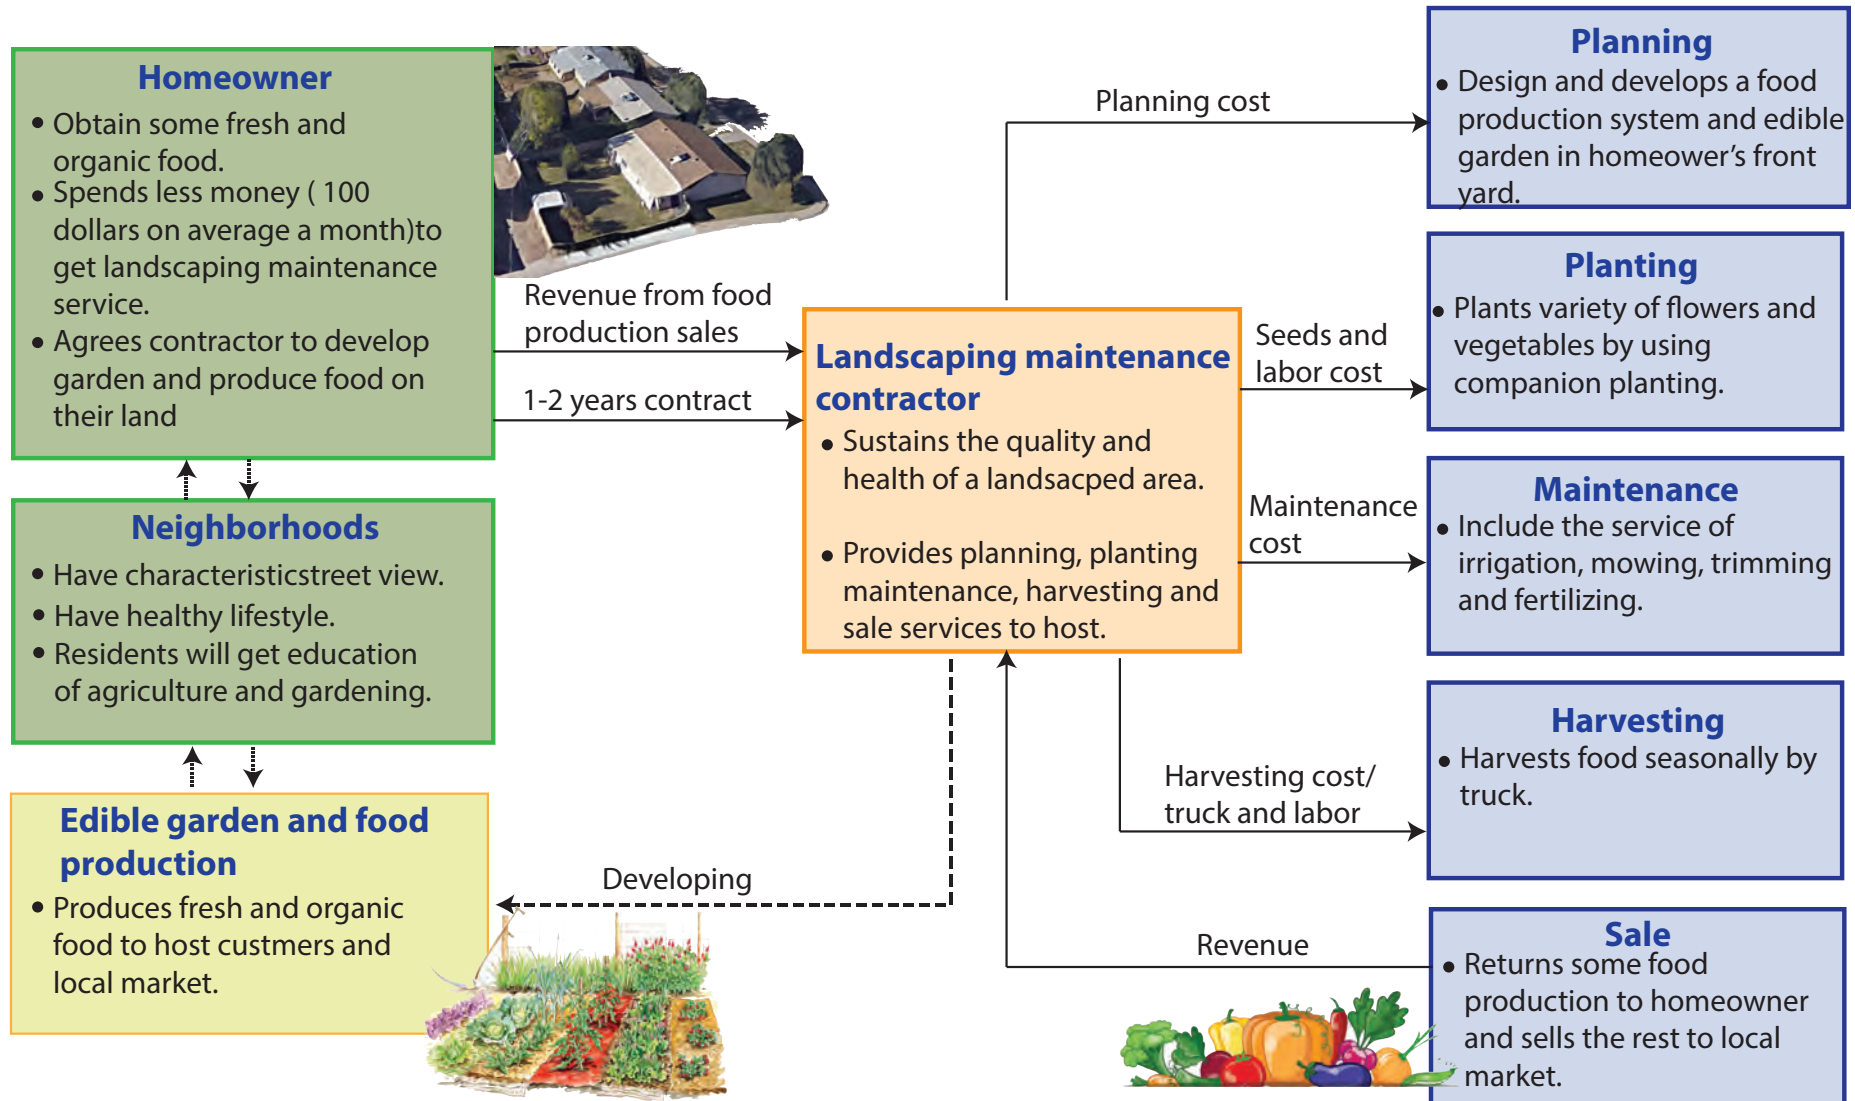 Homeowner
• Obtain some fresh and
organic food.
• Spends less money ( 100
dollars on average a month)to
get landscaping maintenance
service.
• Agrees contractor to develop
garden and produce food on
their land
Neighborhoods
• Have characteristicstreet view.
• Have healthy lifestyle.
• Residents will get education
of agriculture and gardening.
Edible garden and food
production
• Produces fresh and organic
food to host custmers and
local market.
Revenue from food
production sales
1-2 years contract
Developing
Landscaping maintenance
contractor
• Sustains the quality and
health of a landsacped area.
• Provides planning, planting
maintenance, harvesting and
sale services to host.
Planning cost
Seeds and
labor cost
Maintenance
cost
Harvesting cost/
truck and labor
Revenue
Planning
• Design and develops a food
production system and edible
garden in homeower’s front
yard.
Planting
• Plants variety of flowers and
vegetables by using
companion planting.
Maintenance
• Include the service of
irrigation, mowing, trimming
and fertilizing.
Harvesting
• Harvests food seasonally by
truck.
Sale
• Returns some food
production to homeowner
and sells the rest to local
market.